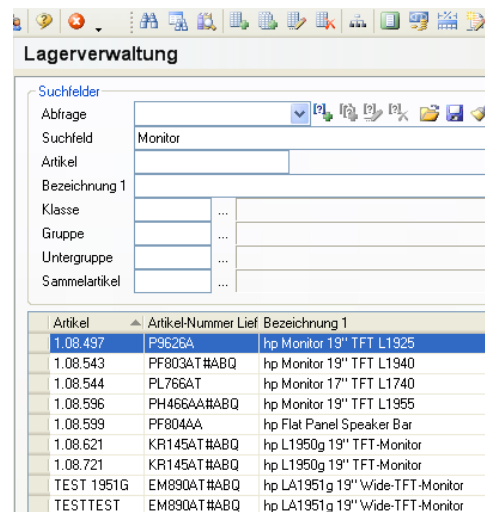 Lagerverwaltung
Suchfelder
Abfrage
Suchfeld Monitor
Artikel
Bezeichnung 1
Klasse ...
Gruppe ...
Untergruppe ...
Sammelartikel ...
Artikel Artikel-Nummer Lief Bezeichnung 1
1.08.497 P9626A hp Monitor 19" TFT L1925
1.08.543 PF803AT#ABQ hp Monitor 19" TFT L1940
1.08.544 PL766AT hp Monitor 17" TFT L1740
1.08.596 PH466AA#ABQ hp Monitor 19" TFT L1955
1.08.599 PF804AA hp Flat Panel Speaker Bar
1.08.621 KR145AT#ABQ hp L1950g 19" TFT-Monitor
1.08.721 KR145AT#ABQ hp L1950g 19" TFT-Monitor
TEST 1951G EM890AT#ABQ hp LA1951g 19" Wide-TFT-Monitor
TESTTEST EM890AT#ABQ hp LA1951g 19" Wide-TFT-Monitor